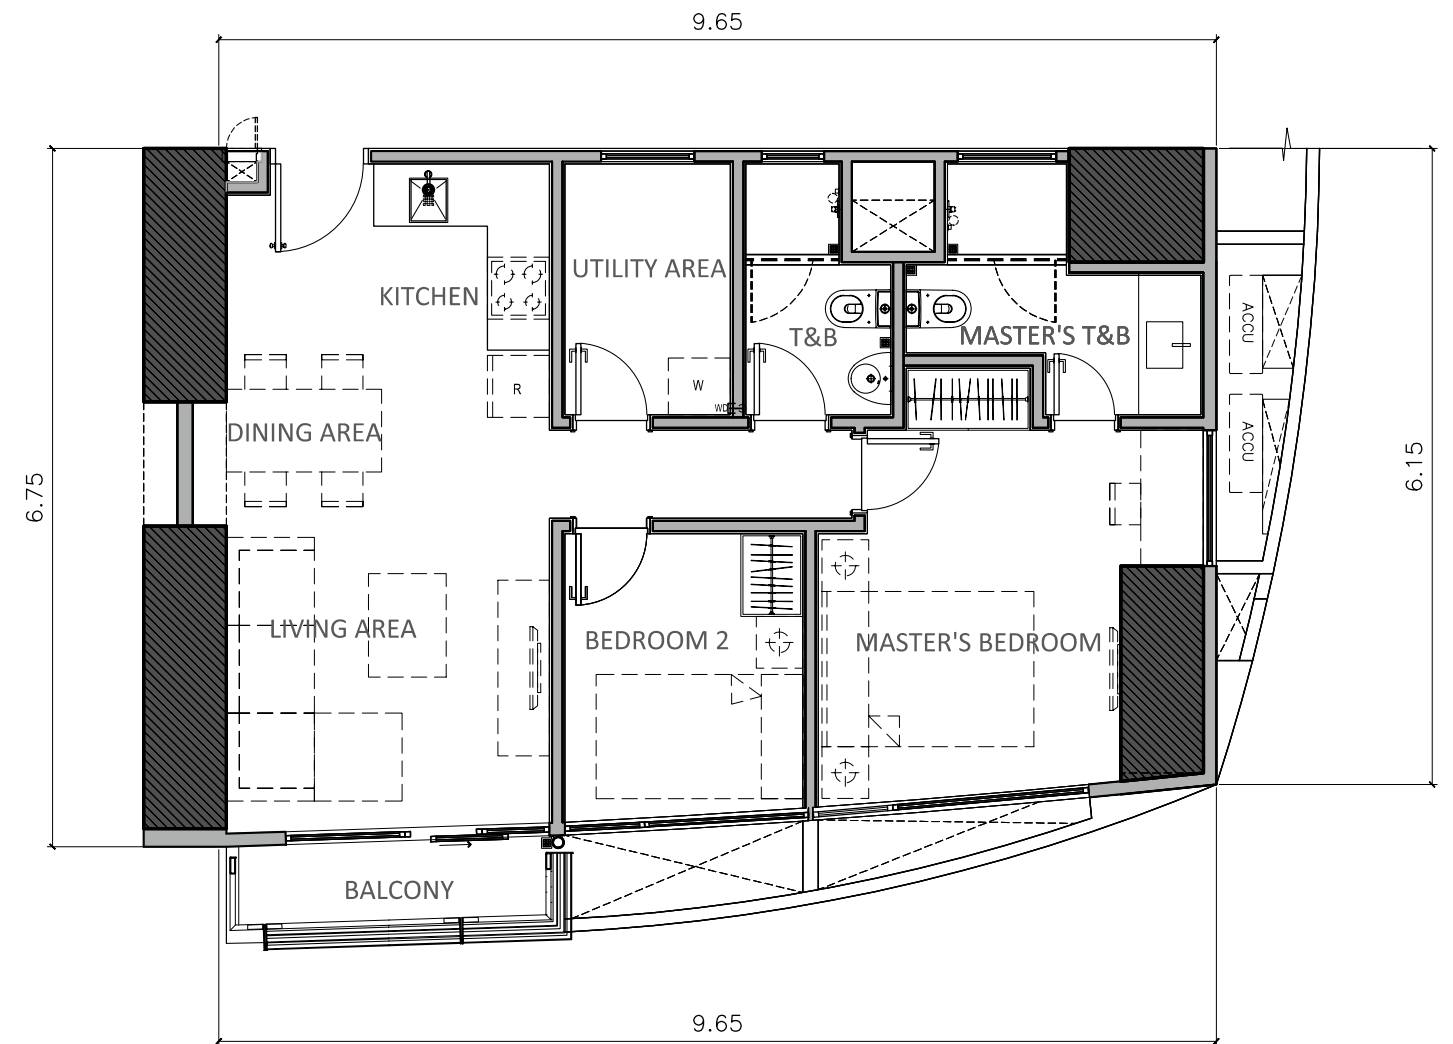 9.65
UTILITY AREA
KITCHEN
ACCU
T&B
MASTER'S T&B
R
W
WD
DINING AREA
ACCU
6.75
6.15
LIVING AREA
BEDROOM 2
MASTER'S BEDROOM
BALCONY
9.65